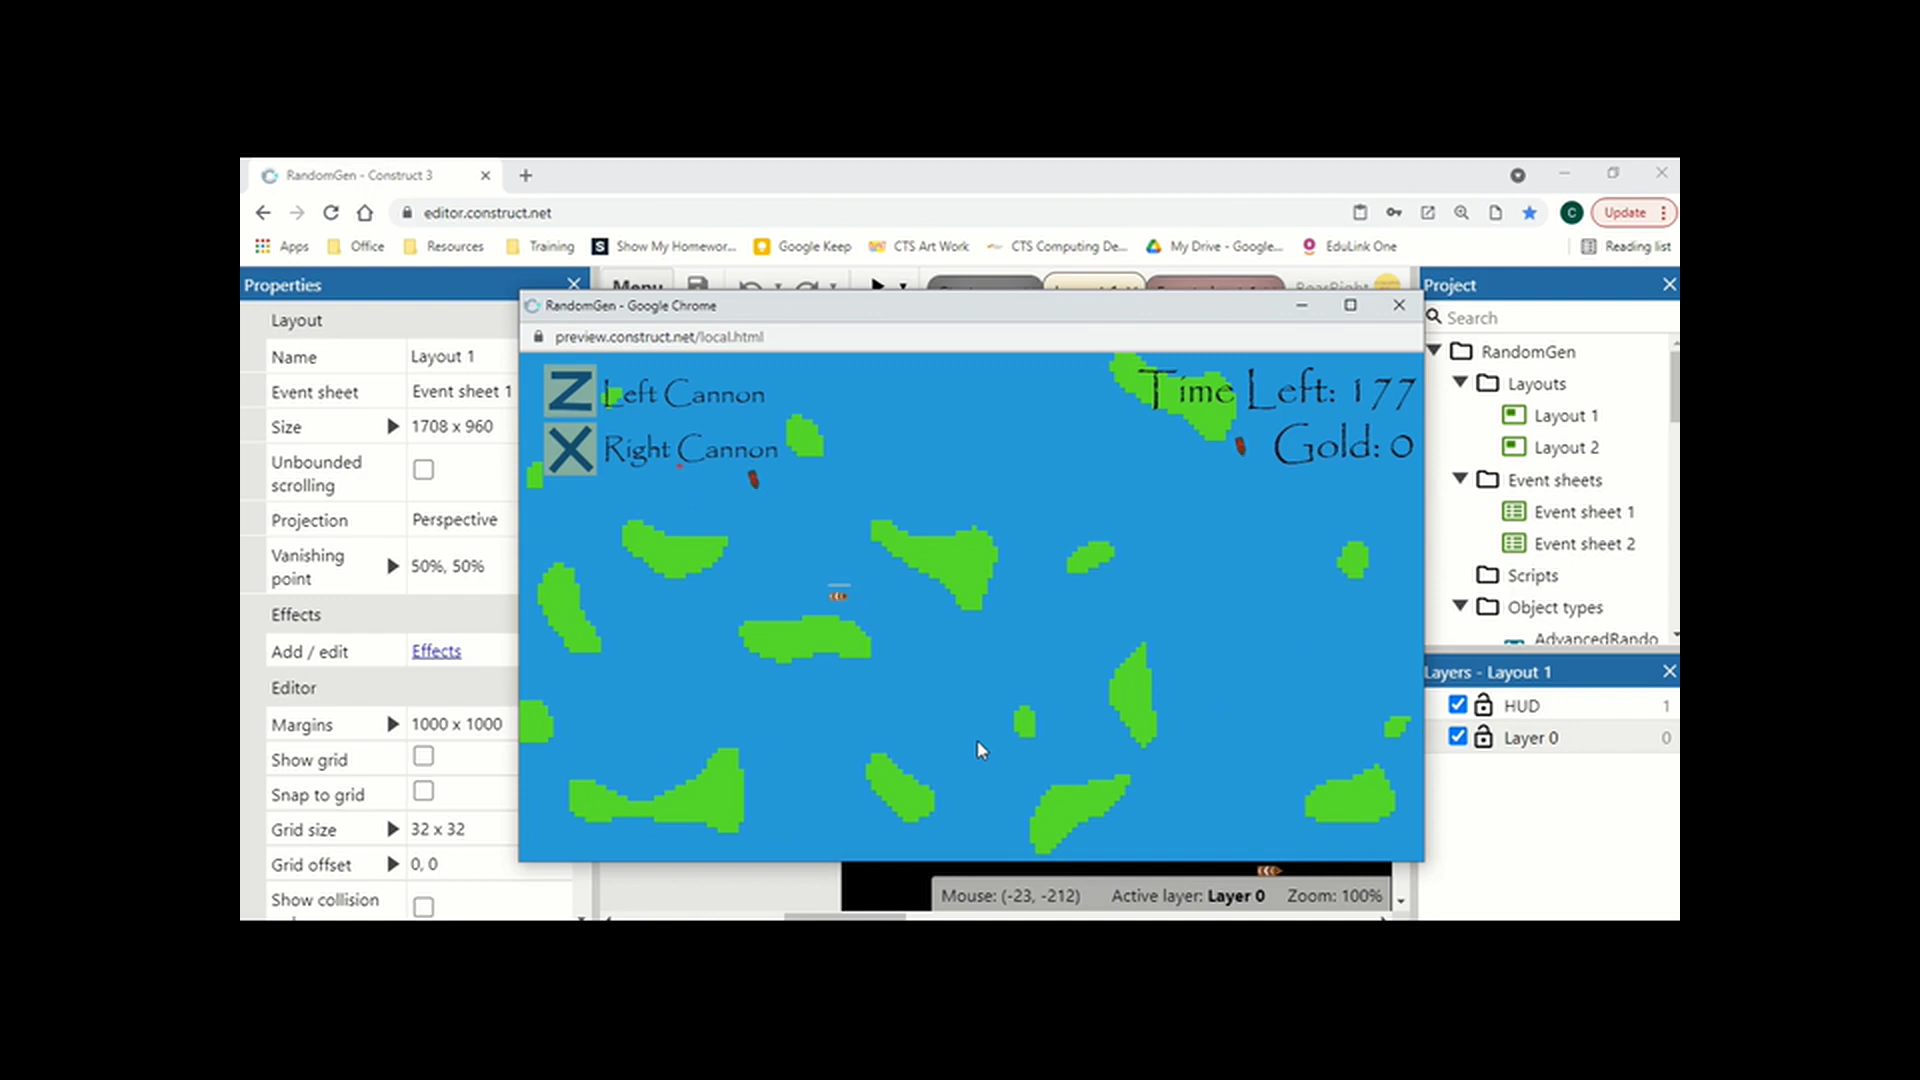 RandomGen - Construct 3
editor.construct.net
Update
Apps Office Resources Training Show My Homewor... Google Keep CTS Art Work CTS Computing De... My Drive - Google... EduLink One Reading list
Properties
Menu
Project
RandomGen - Google Chrome
preview.construct.net/local.html
Search
Layout
Name Layout 1
Event sheet Event sheet 1
Size 1708 x 960
Unbounded
scrolling
Projection Perspective
Vanishing
point
50%, 50%
Effects
Add / edit Effects
Editor
Margins 1000 x 1000
Show grid
Snap to grid
Grid size 32 x 32
Grid offset 0, 0
Show collision
Z Left Cannon
X Right Cannon
Time Left: 177
Gold: 0
RandomGen
Layouts
Layout 1
Layout 2
Event sheets
Event sheet 1
Event sheet 2
Scripts
Object types
AdvancedRando
Layers - Layout 1
HUD 1
Layer 0 0
Mouse: (-23, -212) Active layer: Layer 0 Zoom: 100%